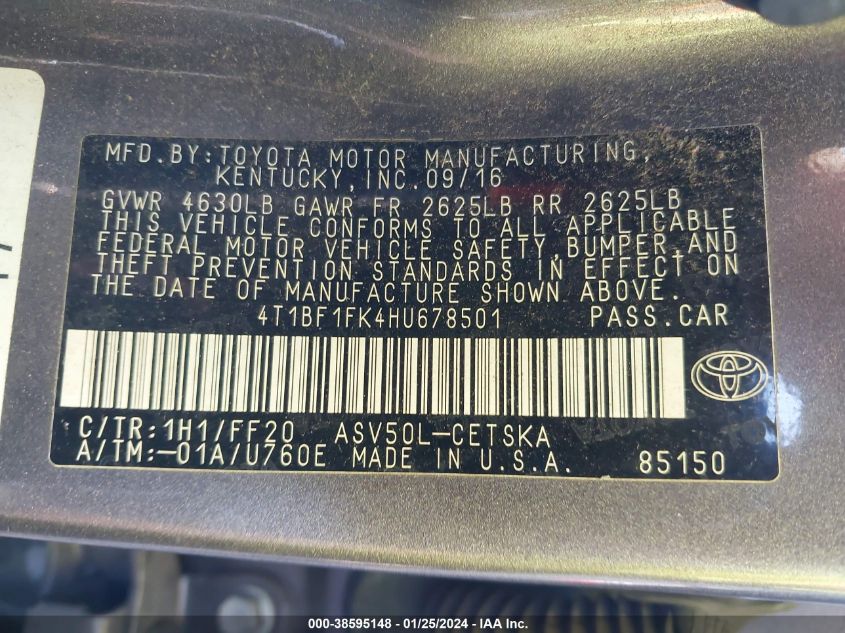 MFD.BY:TOYOTA MOTOR MANUFACTURING,
KENTUCKY,INC.09/16
GVWR 4630LB GAWR FR 2625LB RR 2625LB
THIS VEHICLE CONFORMS TO ALL APPLICABLE
FEDERAL MOTOR VEHICLE SAFETY,BUMPER,AND
THEFT PREVENTION STANDARDS IN EFFECT ON
THE DATE OF MANUFACTURE SHOWN ABOVE.
4T1BF1FK4HU678501 PASS.CAR
C/TR:1H1/FF20 ASV50L-CETSKA
A/TM:-01A/U760E MADE IN U.S.A. 85150
000-38595148 - 01/25/2024 - IAA Inc.